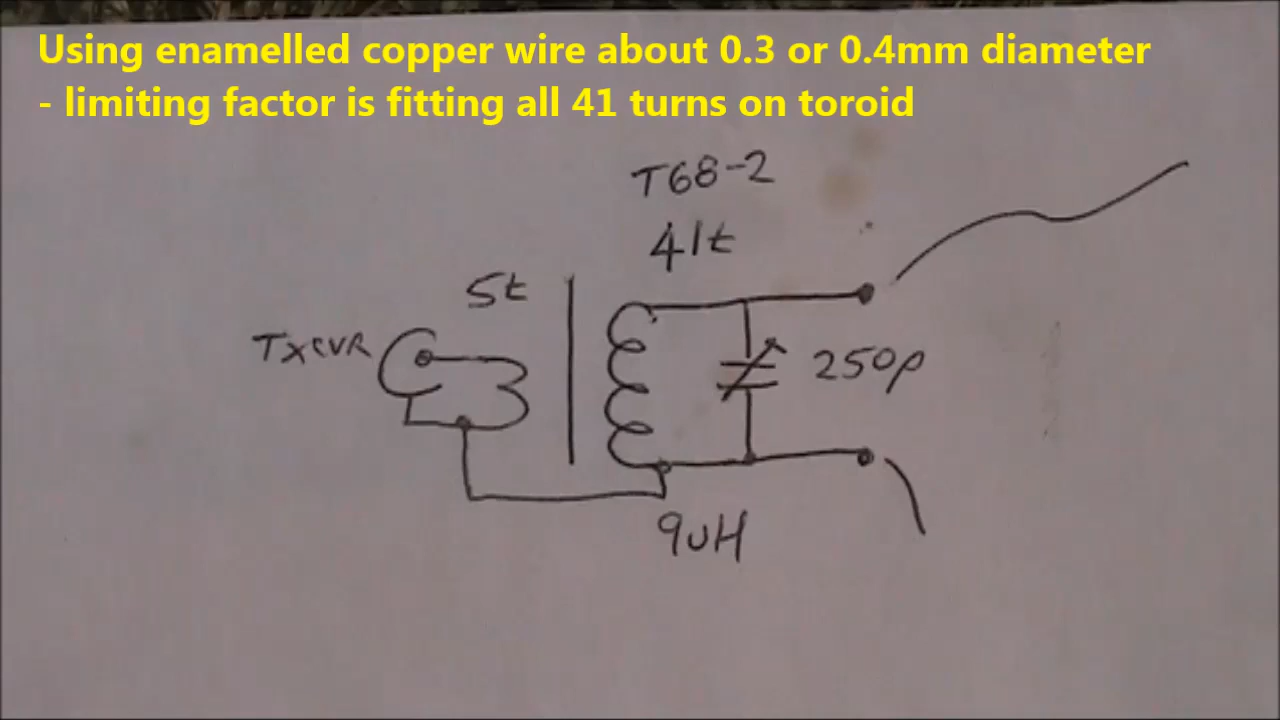 Using enamelled copper wire about 0.3 or 0.4mm diameter
- limiting factor is fitting all 41 turns on toroid
T68-2
41t
5t
TXCVR
250p
9uH